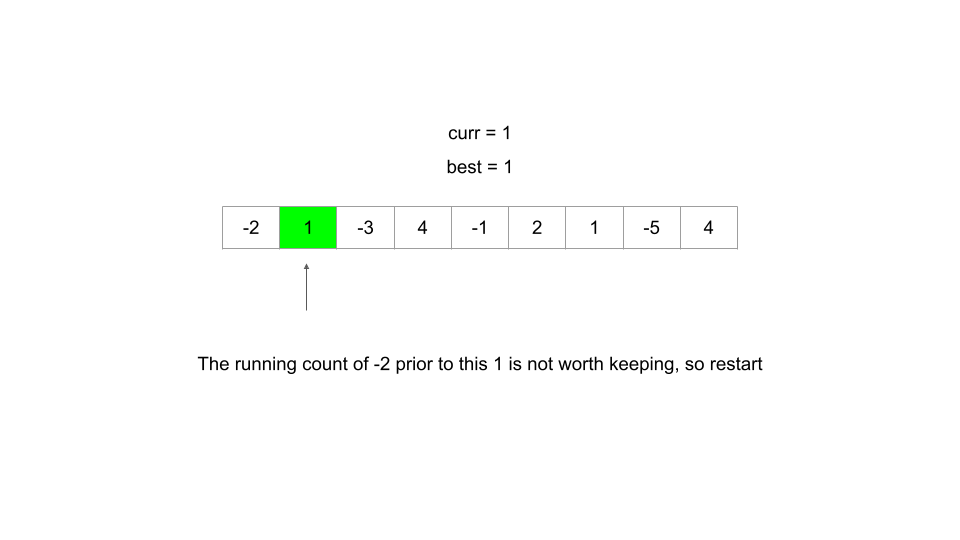 curr = 1
best = 1
-2 1 -3 4 -1 2 1 -5 4
The running count of -2 prior to this 1 is not worth keeping, so restart